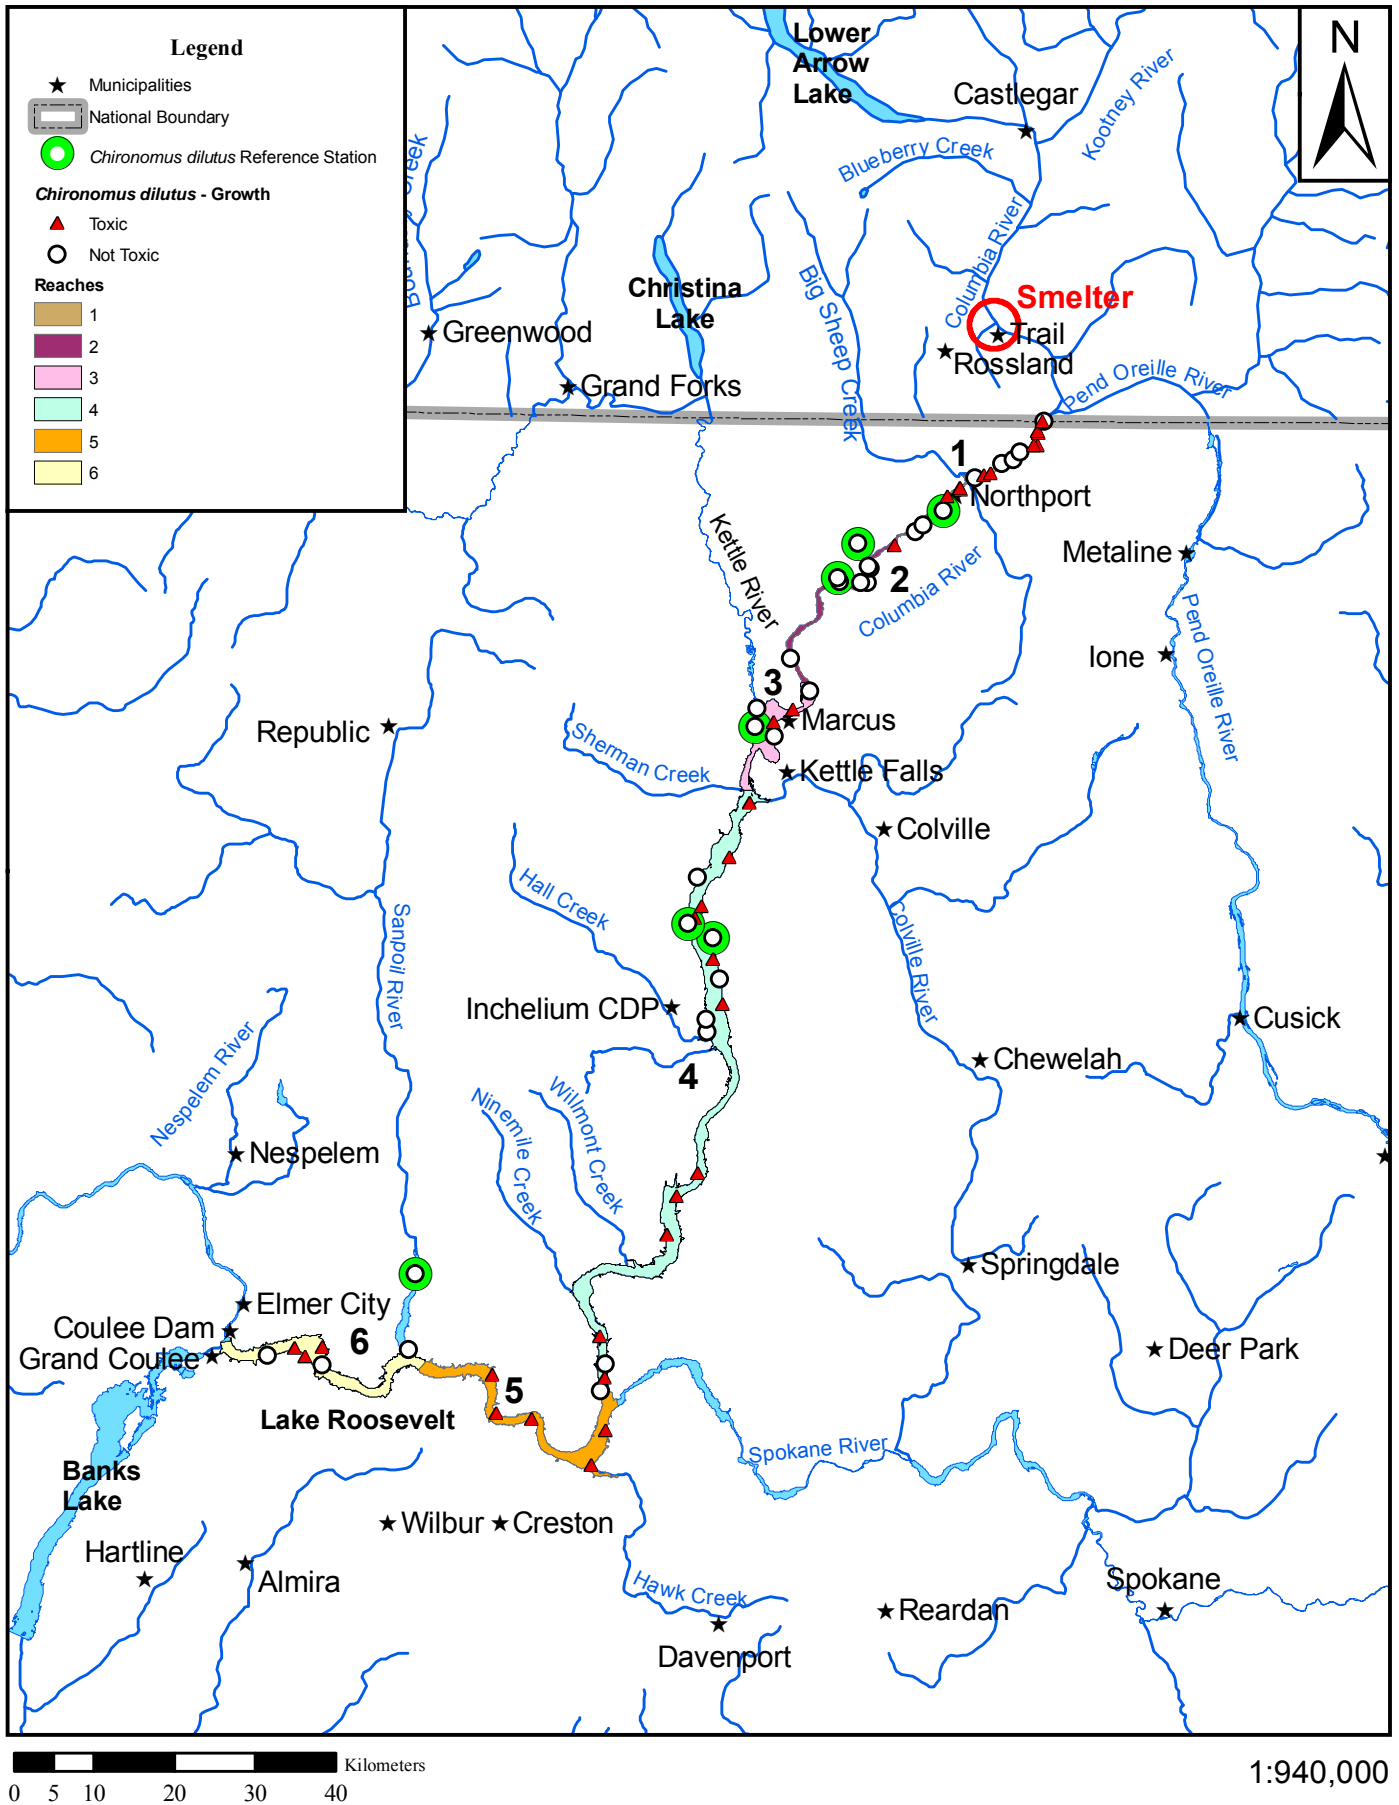 Legend
Municipalities
National Boundary
Chironomus dilutus Reference Station
Chironomus dilutus - Growth
Toxic
Not Toxic
Reaches
1
2
3
4
5
6
N
Lower
Arrow
Lake
Castlegar
Kootney River
Blueberry Creek
Columbia River
Creek
Christina
Lake
Big Sheep Creek
Smelter
Trail
Rossland
Greenwood
Grand Forks
Pend Oreille River
1
Northport
Kettle River
Metaline
2
Columbia River
Pend Oreille River
Ione
3
Marcus
Republic
Sherman Creek
Kettle Falls
Colville
Hall Creek
Sanpoil River
Colville River
Inchelium CDP
Cusick
Nespelem River
Chewelah
4
Ninemile Creek
Willmont Creek
Nespelem
Springdale
Elmer City
Coulee Dam
Grand Coulee
6
Deer Park
5
Lake Roosevelt
Spokane River
Banks
Lake
Wilbur
Creston
Hartline
Almira
Hawk Creek
Spokane
Reardan
Davenport
Kilometers
0 5 10 20 30 40
1:940,000